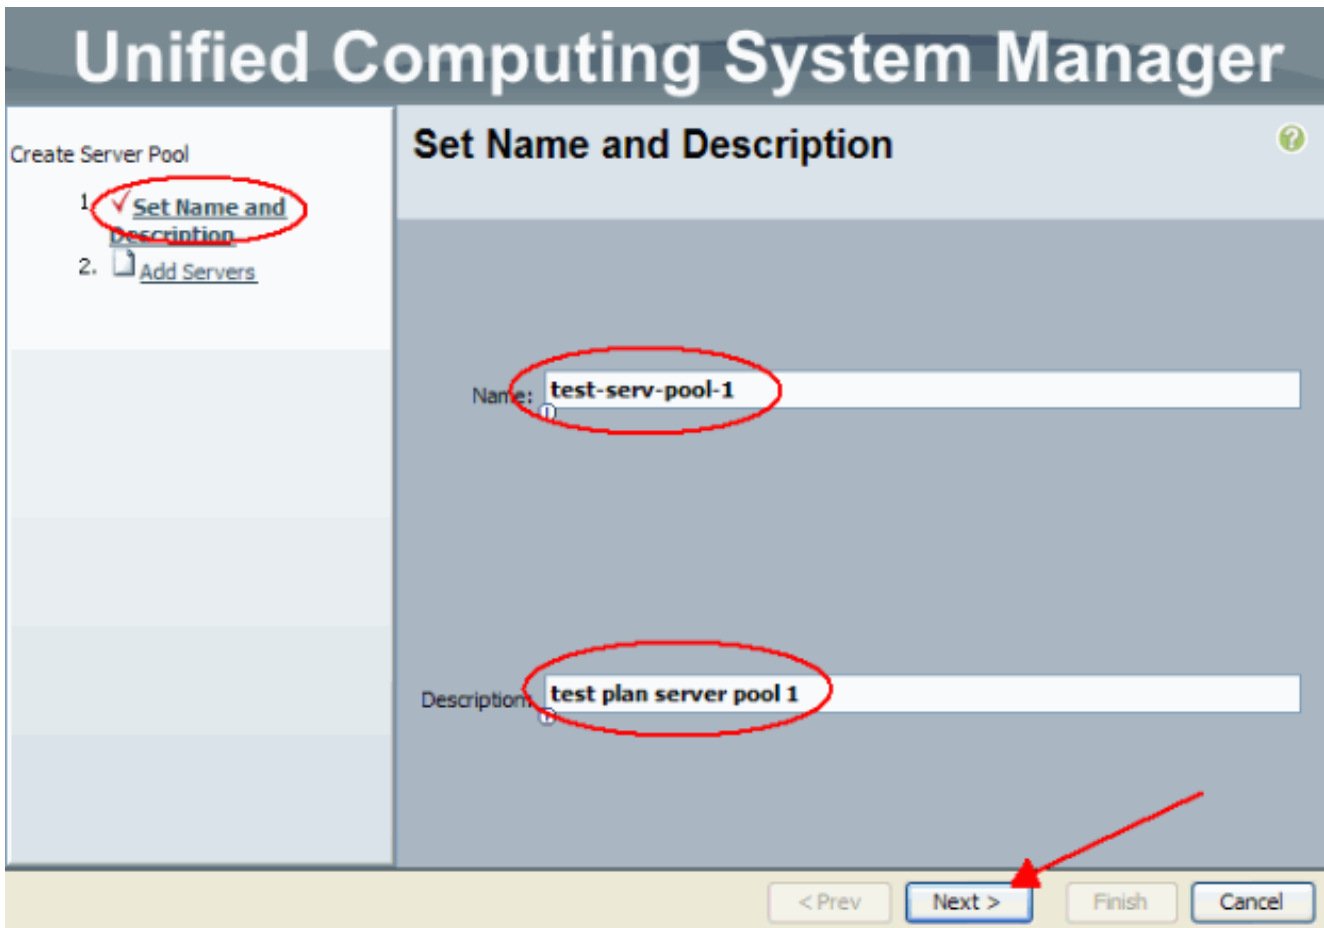 Unified Computing System Manager
Create Server Pool
1. Set Name and
Description
2. Add Servers
Set Name and Description
?
Name: test-serv-pool-1
Description: test plan server pool 1
< Prev
Next >
Finish
Cancel